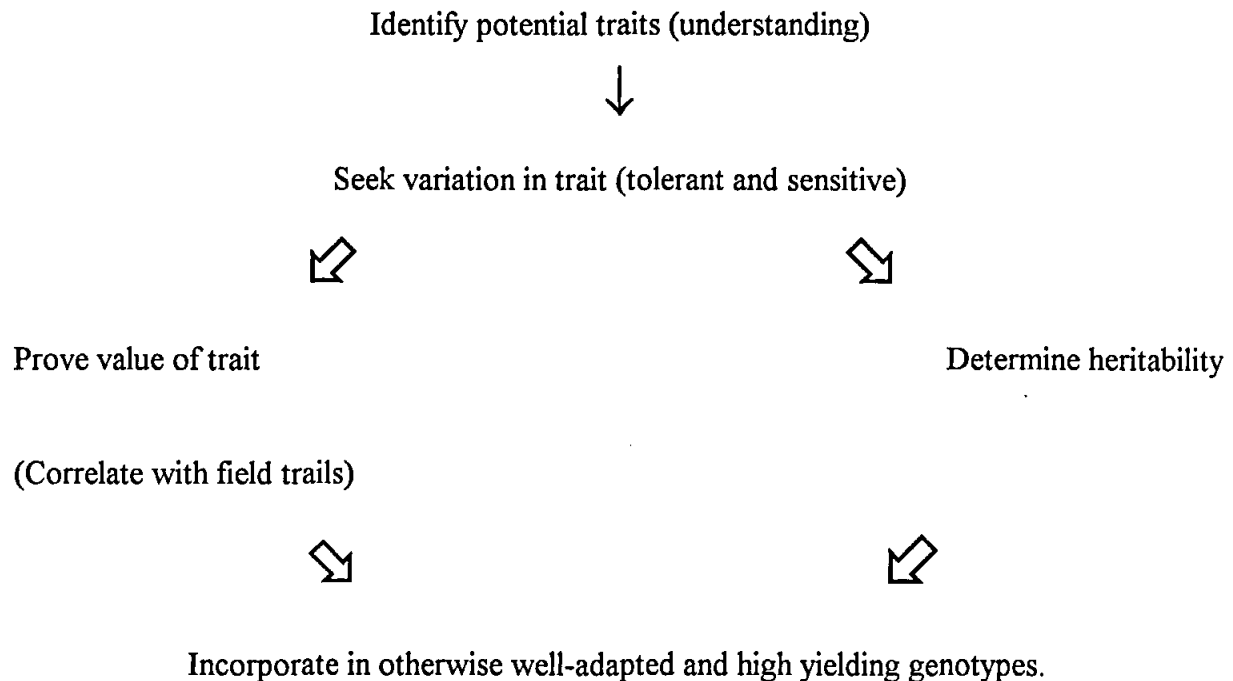 Identify potential traits (understanding)
Seek variation in trait (tolerant and sensitive)
Prove value of trait
Determine heritability
(Correlate with field trails)
Incorporate in otherwise well-adapted and high yielding genotypes.